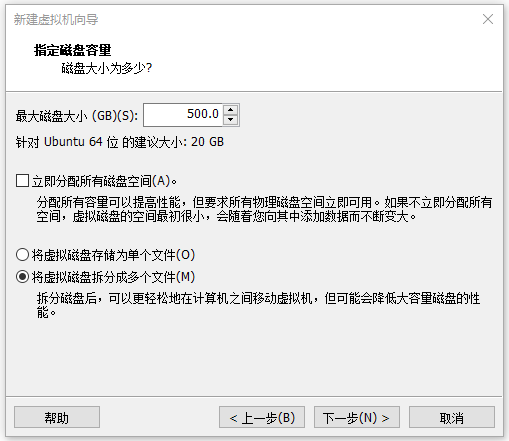 新建虚拟机向导
指定磁盘容量
磁盘大小为多少?
最大磁盘大小 (GB)(S): 500.0
针对 Ubuntu 64 位 的建议大小: 20 GB
立即分配所有磁盘空间(A)。
分配所有容量可以提高性能，但要求所有物理磁盘空间立即可用。如果不立即分配所有
空间，虚拟磁盘的空间最初很小，会随着您向其中添加数据而不断变大。
将虚拟磁盘存储为单个文件(O)
将虚拟磁盘拆分成多个文件(M)
拆分磁盘后，可以更轻松地在计算机之间移动虚拟机，但可能会降低大容量磁盘的性
能。
帮助 < 上一步(B) 下一步(N) > 取消